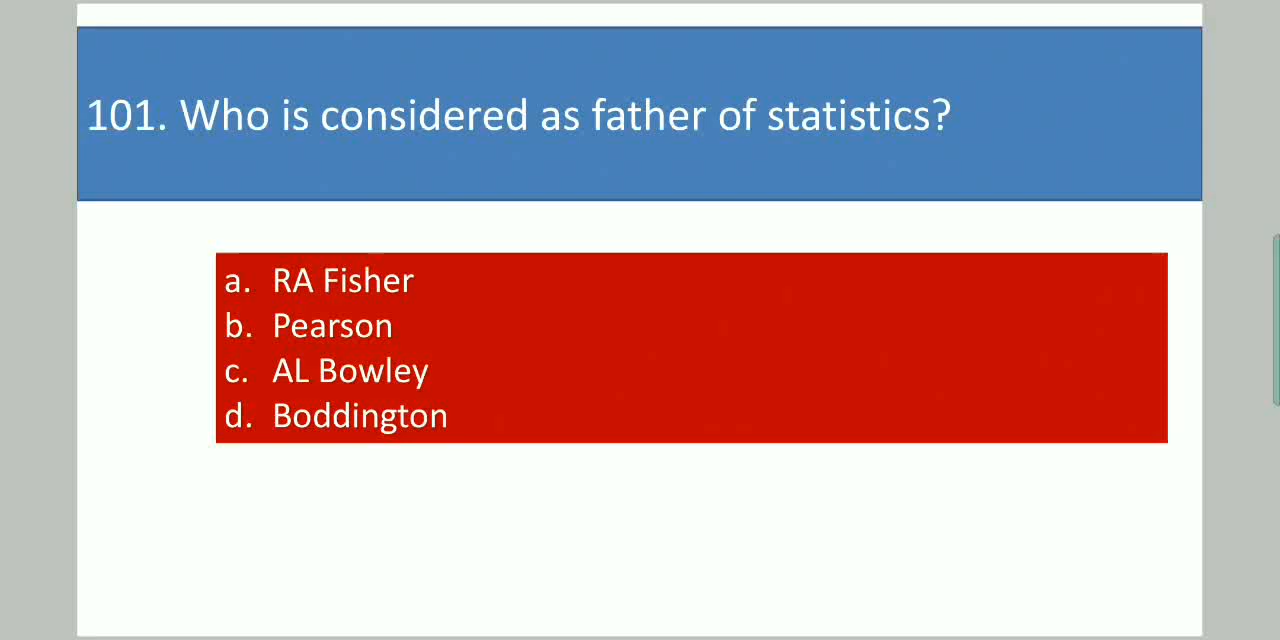 101. Who is considered as father of statistics?
a. RA Fisher
b. Pearson
c. AL Bowley
d. Boddington